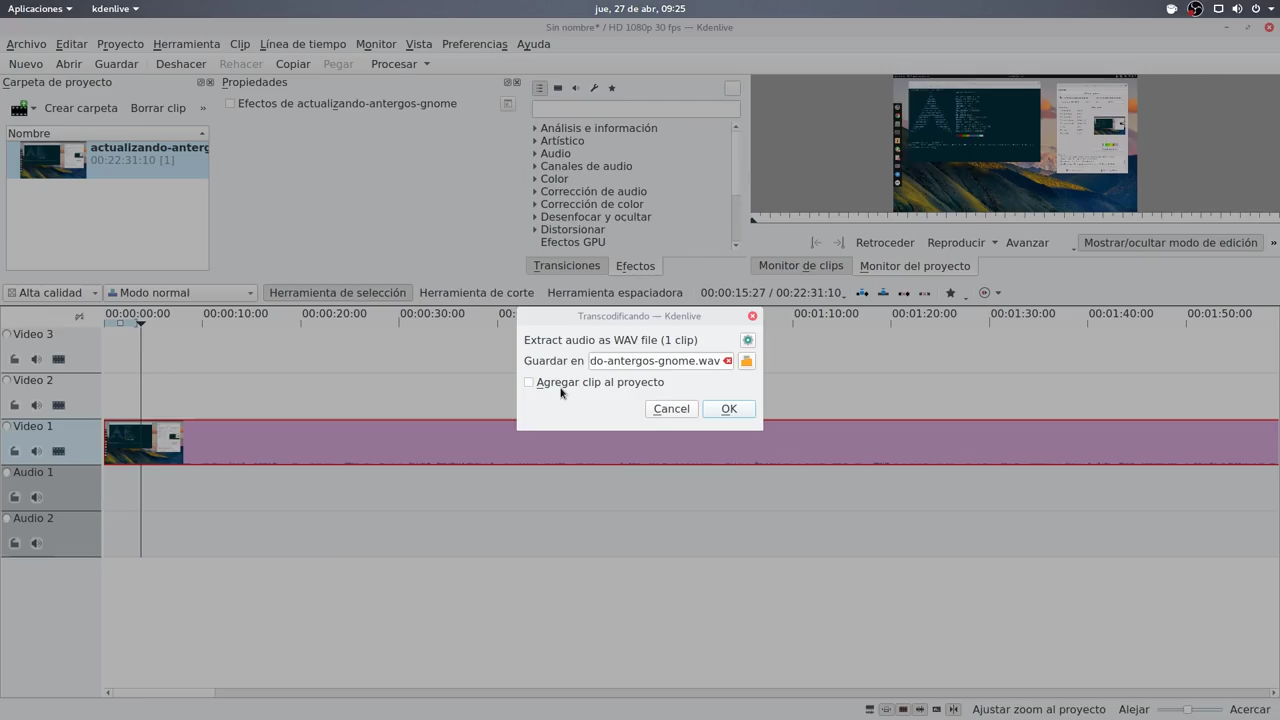 Aplicaciones kdenlive jue, 27 de abr, 09:25
Sin nombre* / HD 1080p 30 fps — Kdenlive
Archivo Editar Proyecto Herramienta Clip Línea de tiempo Monitor Vista Preferencias Ayuda
Nuevo Abrir Guardar Deshacer Rehacer Copiar Pegar Procesar
Carpeta de proyecto
Propiedades
Crear carpeta Borrar clip »
Efectos de actualizando-antergos-gnome
Nombre
actualizando-anterg
00:22:31:10 [1]
Análisis e información
Artístico
Audio
Canales de audio
Color
Corrección de audio
Corrección de color
Desenfocar y ocultar
Distorsionar
Efectos GPU
Transiciones Efectos
Retroceder Reproducir Avanzar Mostrar/ocultar modo de edición »
Monitor de clips Monitor del proyecto
Alta calidad Modo normal Herramienta de selección Herramienta de corte Herramienta espaciadora 00:00:15:27 / 00:22:31:10
00:00:00:00 00:00:10:00 00:00:20:00 00:00:30:00 00:01:10:00 00:01:20:00 00:01:30:00 00:01:40:00 00:01:50:00
Video 3
Video 2
Video 1
Audio 1
Audio 2
Transcodificando — Kdenlive
Extract audio as WAV file (1 clip)
Guardar en do-antergos-gnome.wav
Agregar clip al proyecto
Cancel OK
Ajustar zoom al proyecto Alejar Acercar